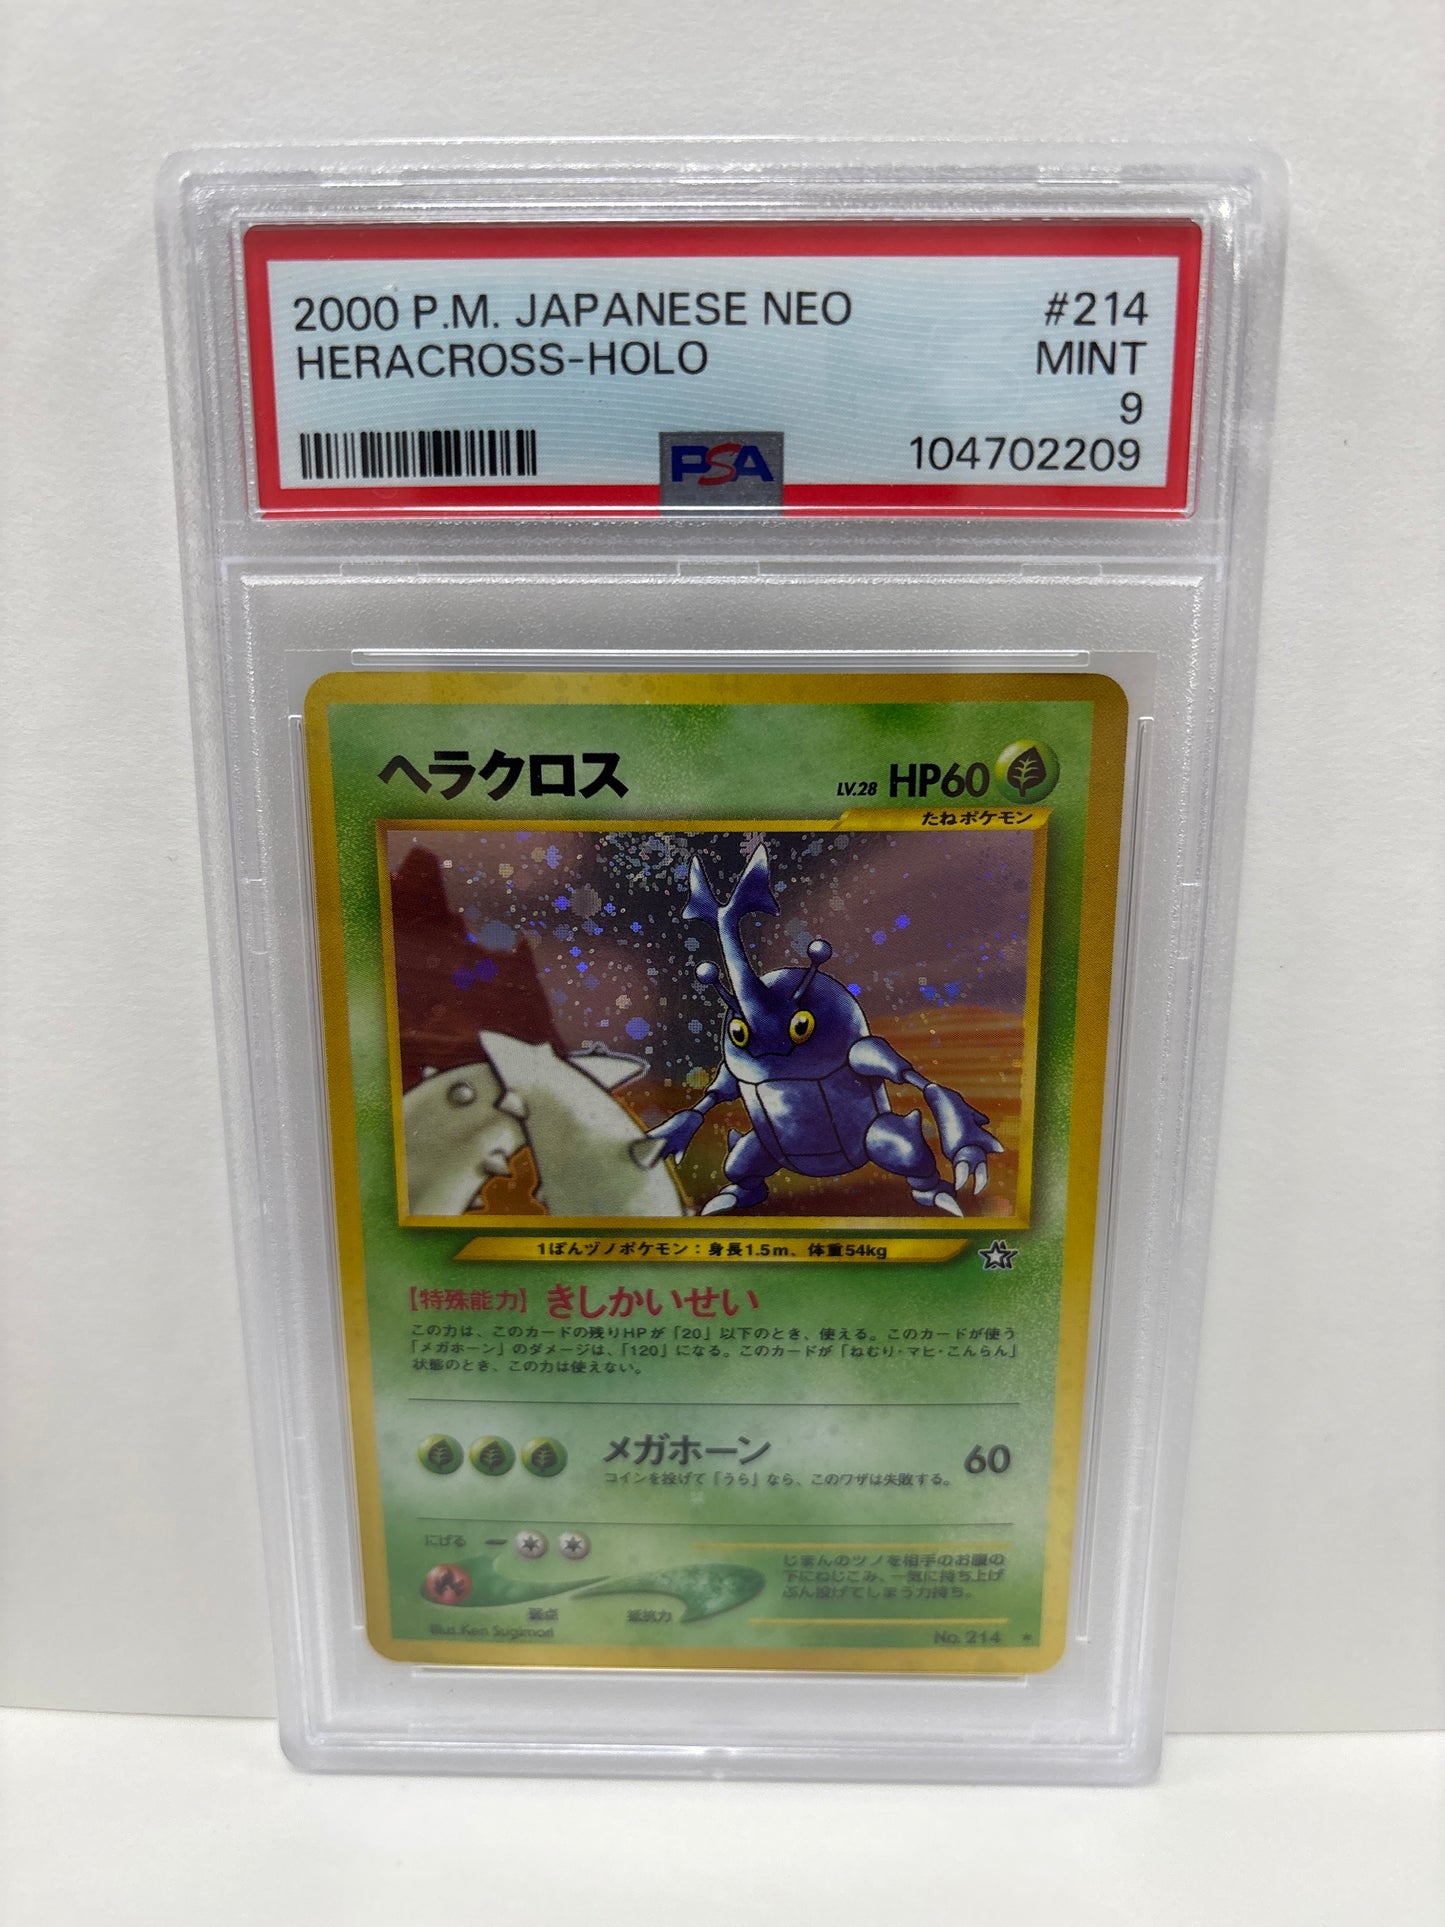 2000 P.M. JAPANESE NEO #214
HERACROSS-HOLO MINT
9
PSA 104702209
ヘラクロス LV.28 HP60
たねポケモン
1ぽんヅノポケモン：身長1.5m、体重54kg
【特殊能力】きしかいせい
この力は、このカードの残りHPが「20」以下のとき、使える。このカードが使う
「メガホーン」のダメージは、「120」になる。このカードが「ねむり・マヒ・こんらん」
状態のとき、この力は使えない。
メガホーン 60
コインを投げて「うら」なら、このワザは失敗する。
にげる
じまんのツノを相手のお腹の
下にねじこみ、一気に持ち上げ
ぶん投げてしまう力持ち。
弱点 抵抗力
Illus. Ken Sugimori
No. 214